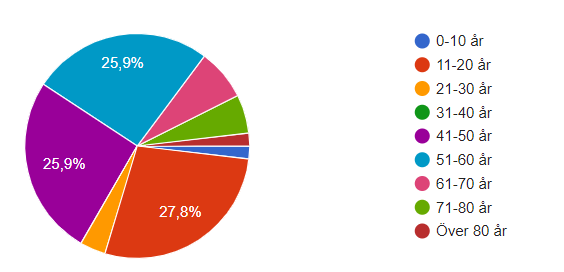 25,9%
25,9%
27,8%
0-10 år
11-20 år
21-30 år
31-40 år
41-50 år
51-60 år
61-70 år
71-80 år
Över 80 år